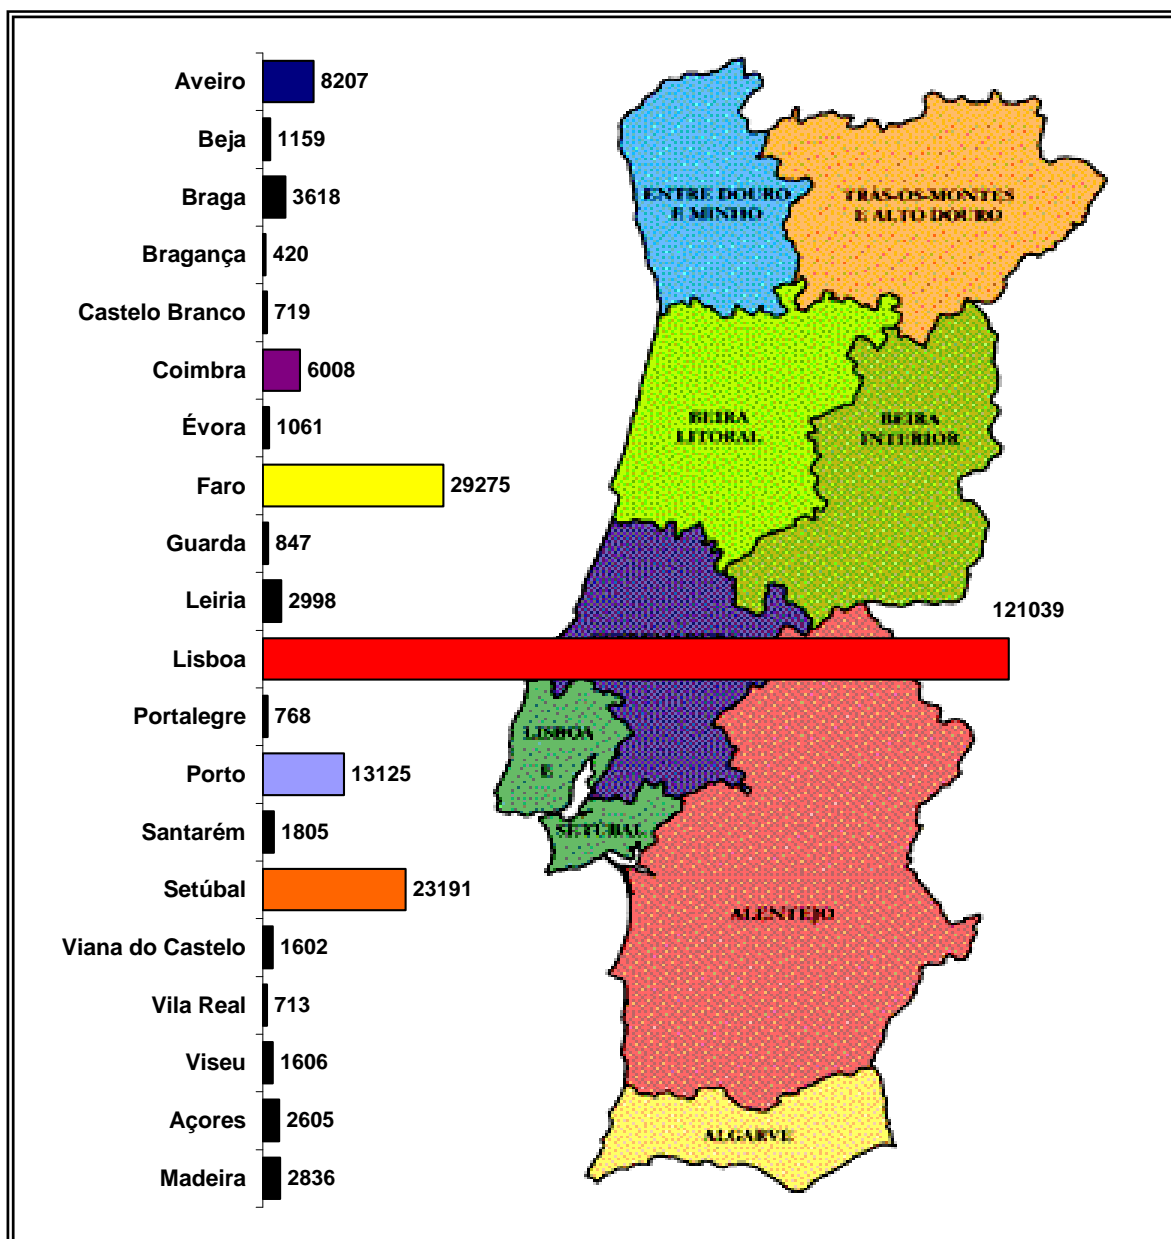 Aveiro 8207
Beja 1159
Braga 3618
Bragança 420
Castelo Branco 719
Coimbra 6008
Évora 1061
Faro 29275
Guarda 847
Leiria 2998
Lisboa 121039
Portalegre 768
Porto 13125
Santarém 1805
Setúbal 23191
Viana do Castelo 1602
Vila Real 713
Viseu 1606
Açores 2605
Madeira 2836
ENTRE DOURO
E MINHO
TRÁS-OS-MONTES
E ALTO DOURO
BEIRA
LITORAL
BEIRA
INTERIOR
LISBOA
E
SETÚBAL
ALENTEJO
ALGARVE